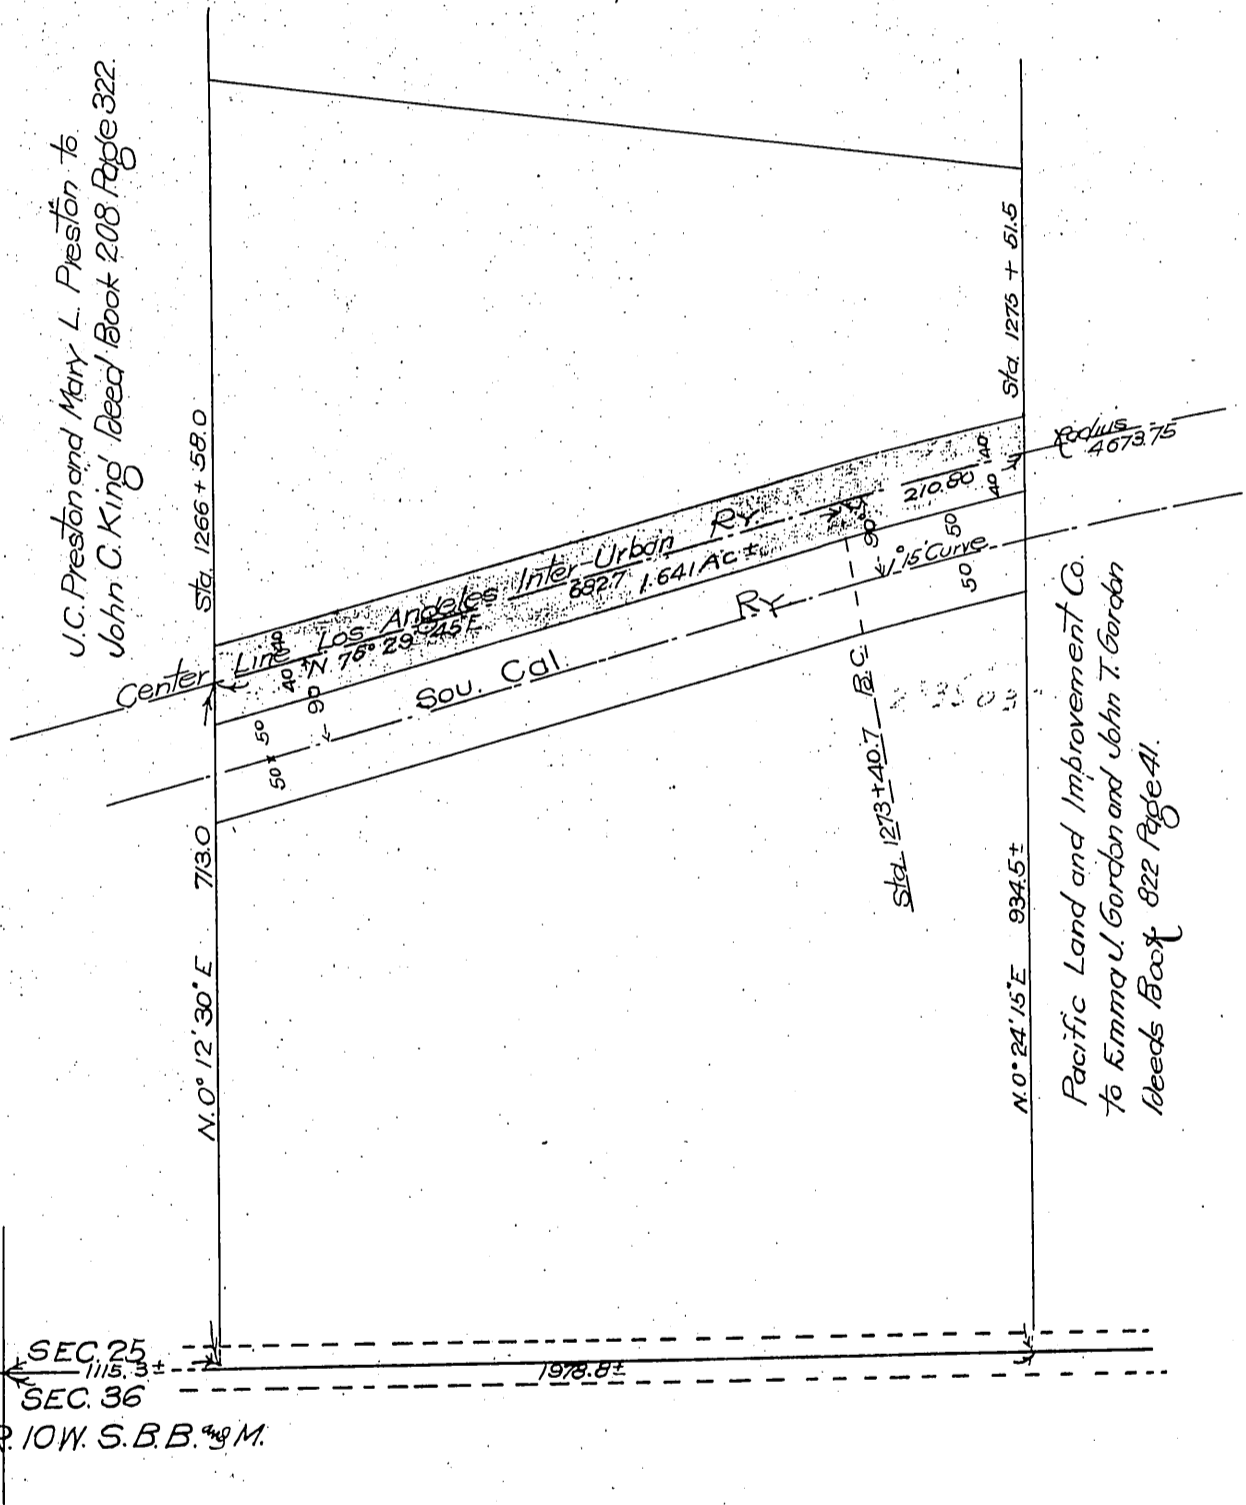 J.C. Preston and Mary L. Preston to
John C. King Deed Book 208 Page 322.
Sta. 1266 + 58.0
Sta. 1275 + 51.5
Radius
4673.75
Center Line Los Angeles Inter-Urban Ry.
N 76° 29' 45" E
682.7 1.641 Ac ±
210.80
40
40
40
40
90
90
50
50
50
50
1° 15' Curve
Sou. Cal Ry
Sta. 1273+40.7 P.C.
N. 0° 12' 30" E 713.0
N. 0° 24' 15" E 934.5±
Pacific Land and Improvement Co.
to Emma J. Gordon and John T. Gordon
Deeds Book 822 Page 41.
SEC. 25
1115.3±
1978.8±
SEC. 36
R. 10 W. S.B.B. and M.